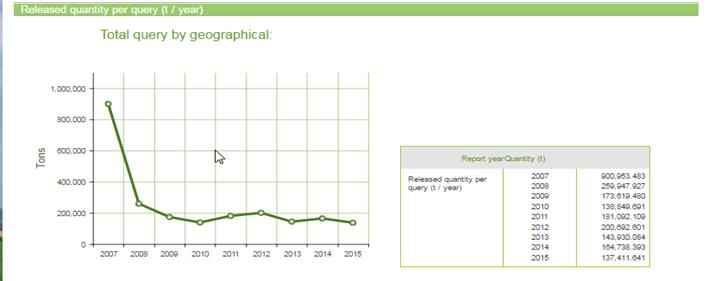 Released quantity per query (t / year)
Total query by geographical:
Tons
1,000,000
800,000
600,000
400,000
200,000
0
2007 2008 2009 2010 2011 2012 2013 2014 2015
Report year Quantity (t)
Released quantity per query (t / year)
2007 900,953.483
2008 259,947.927
2009 173,619.480
2010 138,849.691
2011 181,092.109
2012 200,692.601
2013 143,930.084
2014 164,738.393
2015 137,411.641